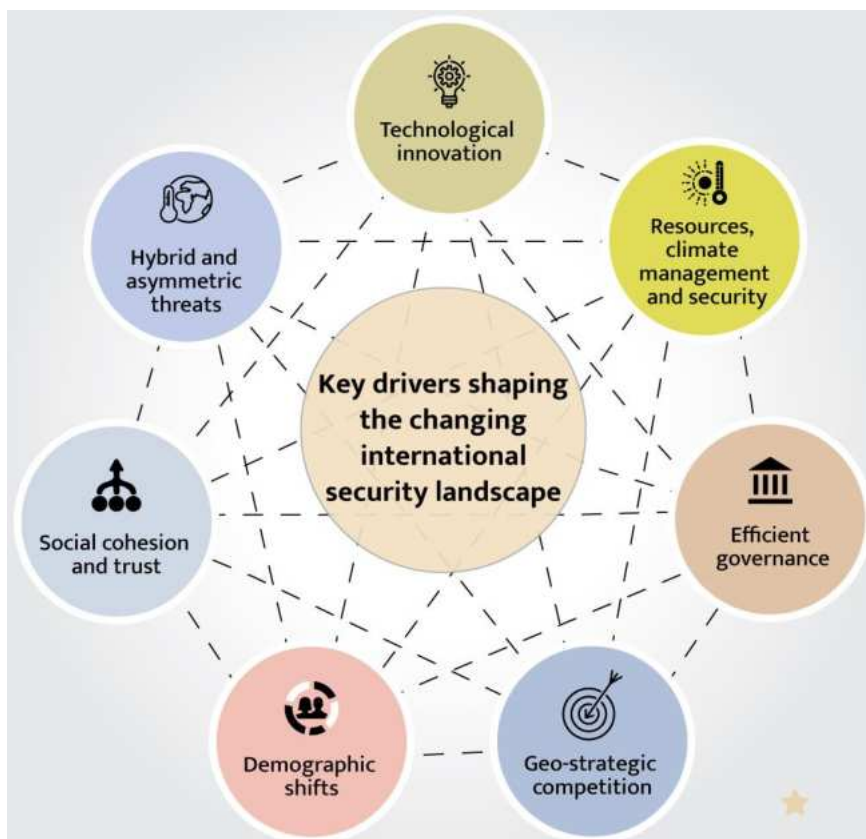 Technological
innovation
Resources,
climate
management
and security
Hybrid and
asymmetric
threats
Key drivers shaping
the changing
international
security landscape
Efficient
governance
Social cohesion
and trust
Geo-strategic
competition
Demographic
shifts